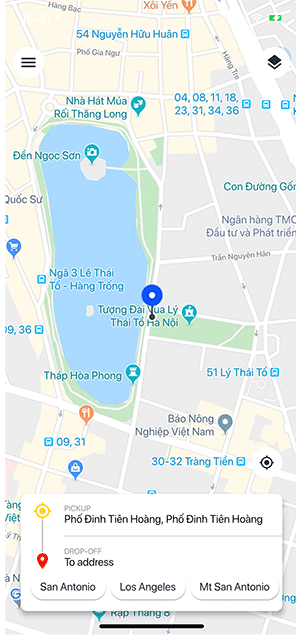 Hàng Bạc
Xôi Yến
54 Nguyễn Hữu Huân
Phố Gia Ngư
Hàng Tre
Nhà Hát Múa
Rối Thăng Long
04, 08, 11, 18,
23, 31, 34, 36
Đền Ngọc Sơn
Con Đường Gốm
Quốc Sư
Ngân hàng TMC
Đầu tư và Phát triển
Trần Nguyên Hãn
Ngã 3 Lê Thái
Tổ - Hàng Trống
Tượng Đài Vua Lý
Thái Tổ Hà Nội
09, 36
51 Lý Thái Tổ
Tháp Hòa Phong
Báo Nông
Nghiệp Việt Nam
09, 31
30-32 Tràng Tiền
PICKUP
Phố Đinh Tiên Hoàng, Phố Đinh Tiên Hoàng
DROP-OFF
To address
San Antonio
Los Angeles
Mt San Antonio
Rạp Tháng 8